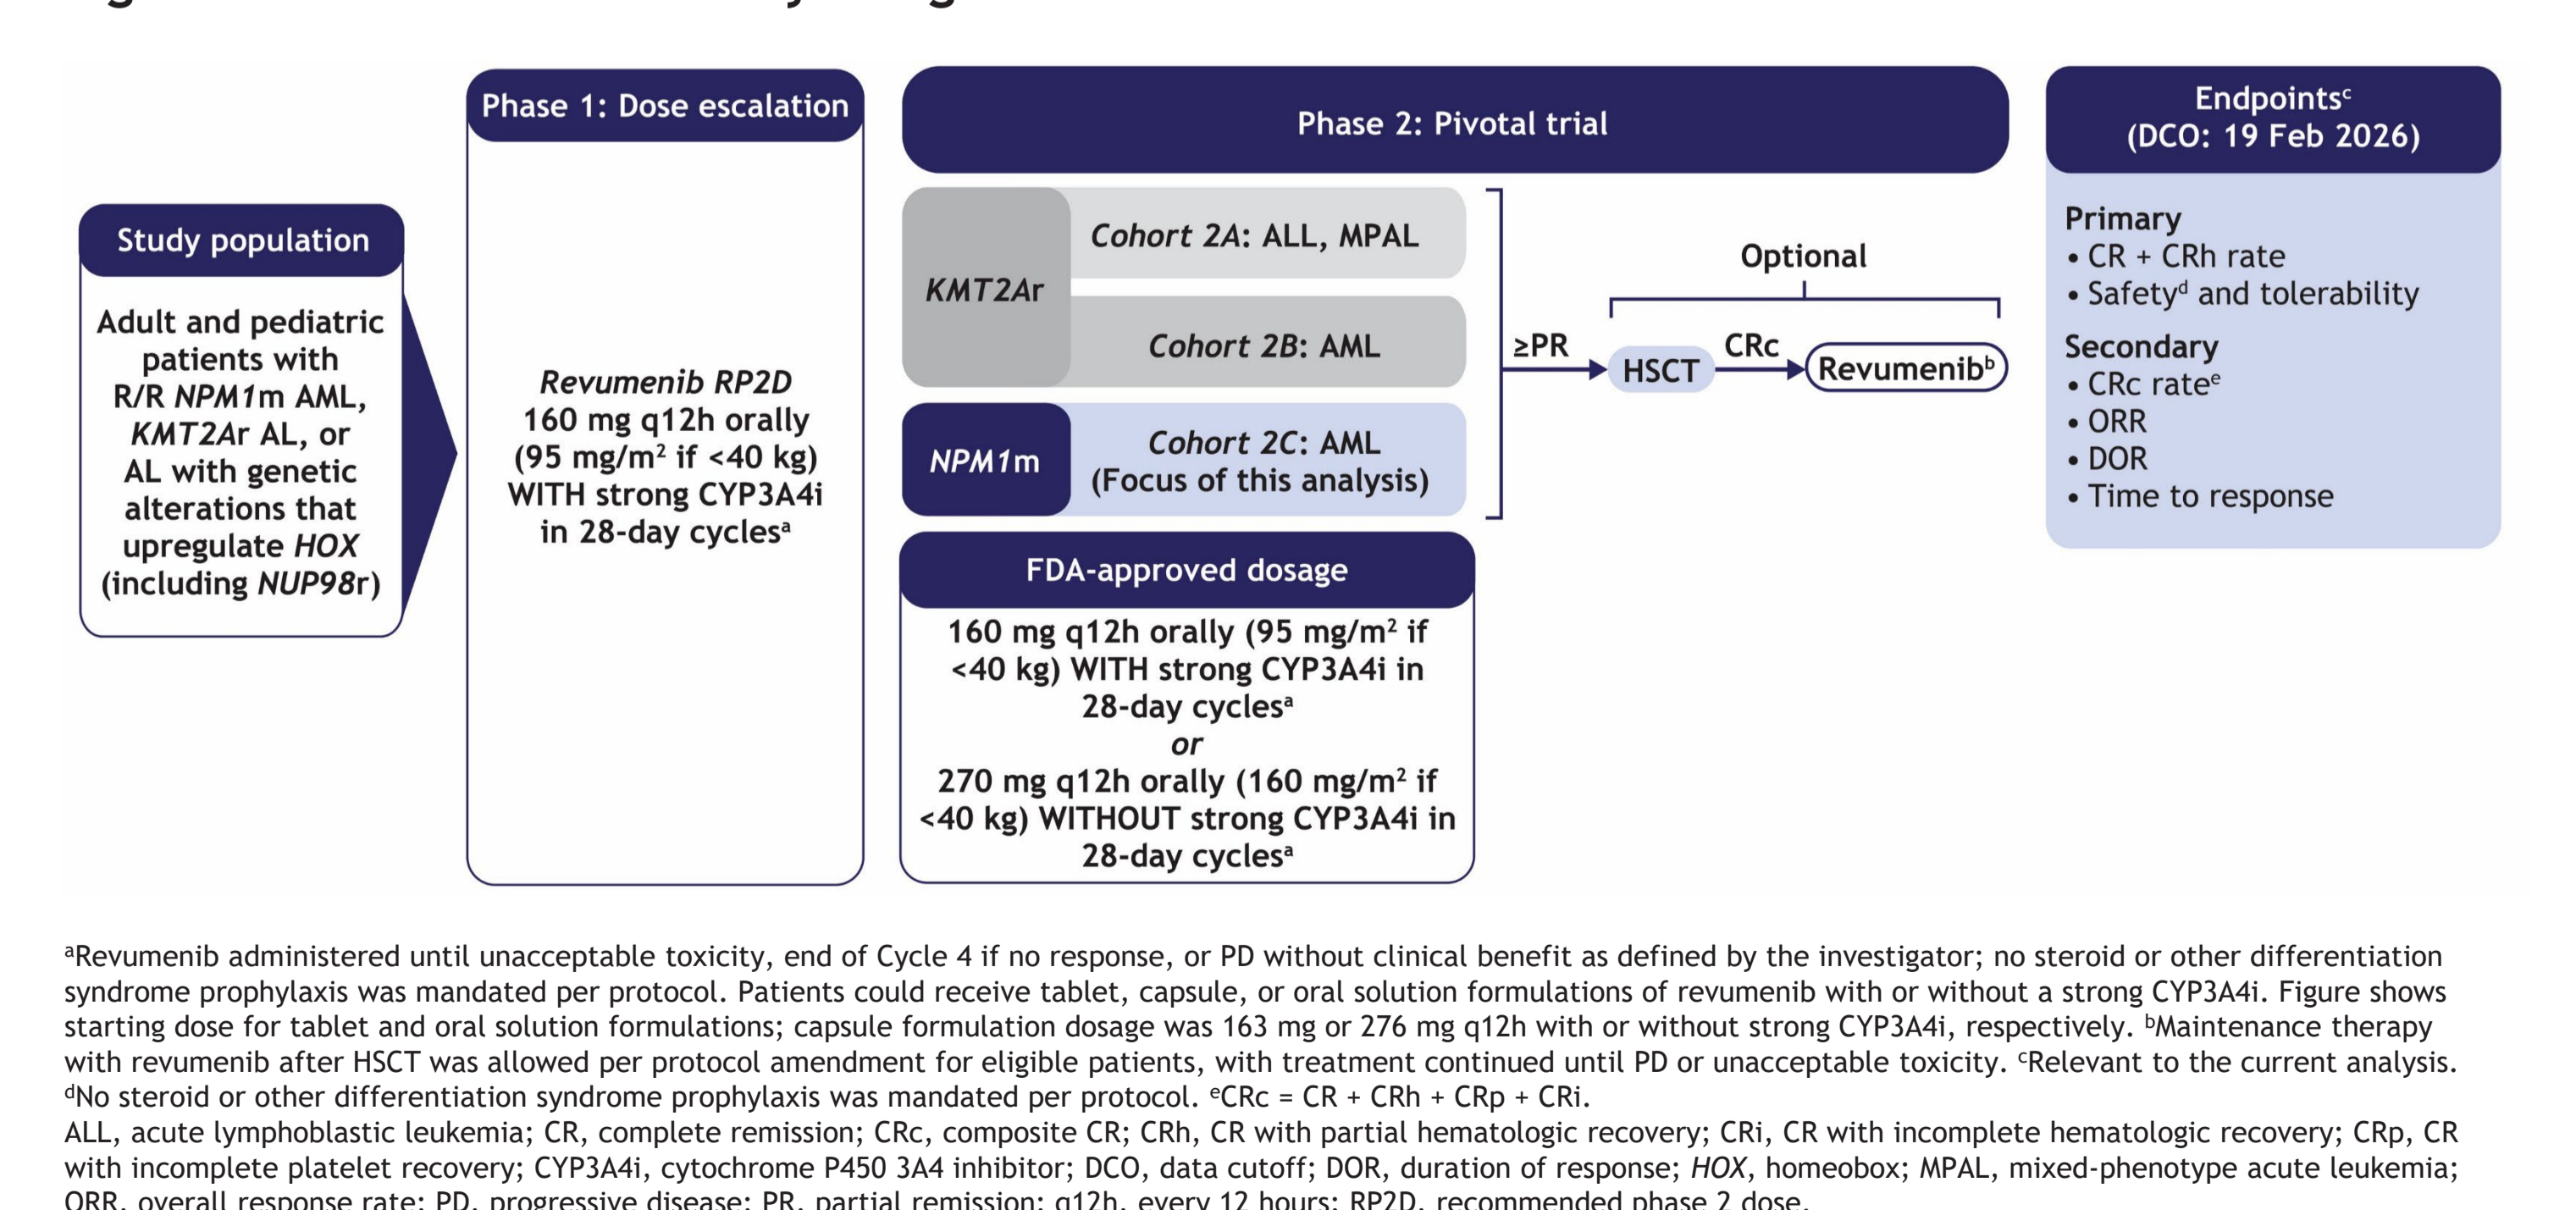 Study population
Adult and pediatric
patients with
R/R NPM1m AML,
KMT2Ar AL, or
AL with genetic
alterations that
upregulate HOX
(including NUP98r)
Phase 1: Dose escalation
Revumenib RP2D
160 mg q12h orally
(95 mg/m² if <40 kg)
WITH strong CYP3A4i
in 28-day cyclesᵃ
Phase 2: Pivotal trial
KMT2Ar
Cohort 2A: ALL, MPAL
Cohort 2B: AML
NPM1m
Cohort 2C: AML
(Focus of this analysis)
≥PR
Optional
HSCT
CRc
Revumenibᵇ
FDA-approved dosage
160 mg q12h orally (95 mg/m² if
<40 kg) WITH strong CYP3A4i in
28-day cyclesᵃ
or
270 mg q12h orally (160 mg/m² if
<40 kg) WITHOUT strong CYP3A4i in
28-day cyclesᵃ
Endpointsᶜ
(DCO: 19 Feb 2026)
Primary
• CR + CRh rate
• Safetyᵈ and tolerability
Secondary
• CRc rateᵉ
• ORR
• DOR
• Time to response
ᵃRevumenib administered until unacceptable toxicity, end of Cycle 4 if no response, or PD without clinical benefit as defined by the investigator; no steroid or other differentiation
syndrome prophylaxis was mandated per protocol. Patients could receive tablet, capsule, or oral solution formulations of revumenib with or without a strong CYP3A4i. Figure shows
starting dose for tablet and oral solution formulations; capsule formulation dosage was 163 mg or 276 mg q12h with or without strong CYP3A4i, respectively. ᵇMaintenance therapy
with revumenib after HSCT was allowed per protocol amendment for eligible patients, with treatment continued until PD or unacceptable toxicity. ᶜRelevant to the current analysis.
ᵈNo steroid or other differentiation syndrome prophylaxis was mandated per protocol. ᵉCRc = CR + CRh + CRp + CRi.
ALL, acute lymphoblastic leukemia; CR, complete remission; CRc, composite CR; CRh, CR with partial hematologic recovery; CRi, CR with incomplete hematologic recovery; CRp, CR
with incomplete platelet recovery; CYP3A4i, cytochrome P450 3A4 inhibitor; DCO, data cutoff; DOR, duration of response; HOX, homeobox; MPAL, mixed-phenotype acute leukemia;
ORR, overall response rate; PD, progressive disease; PR, partial remission; q12h, every 12 hours; RP2D, recommended phase 2 dose.